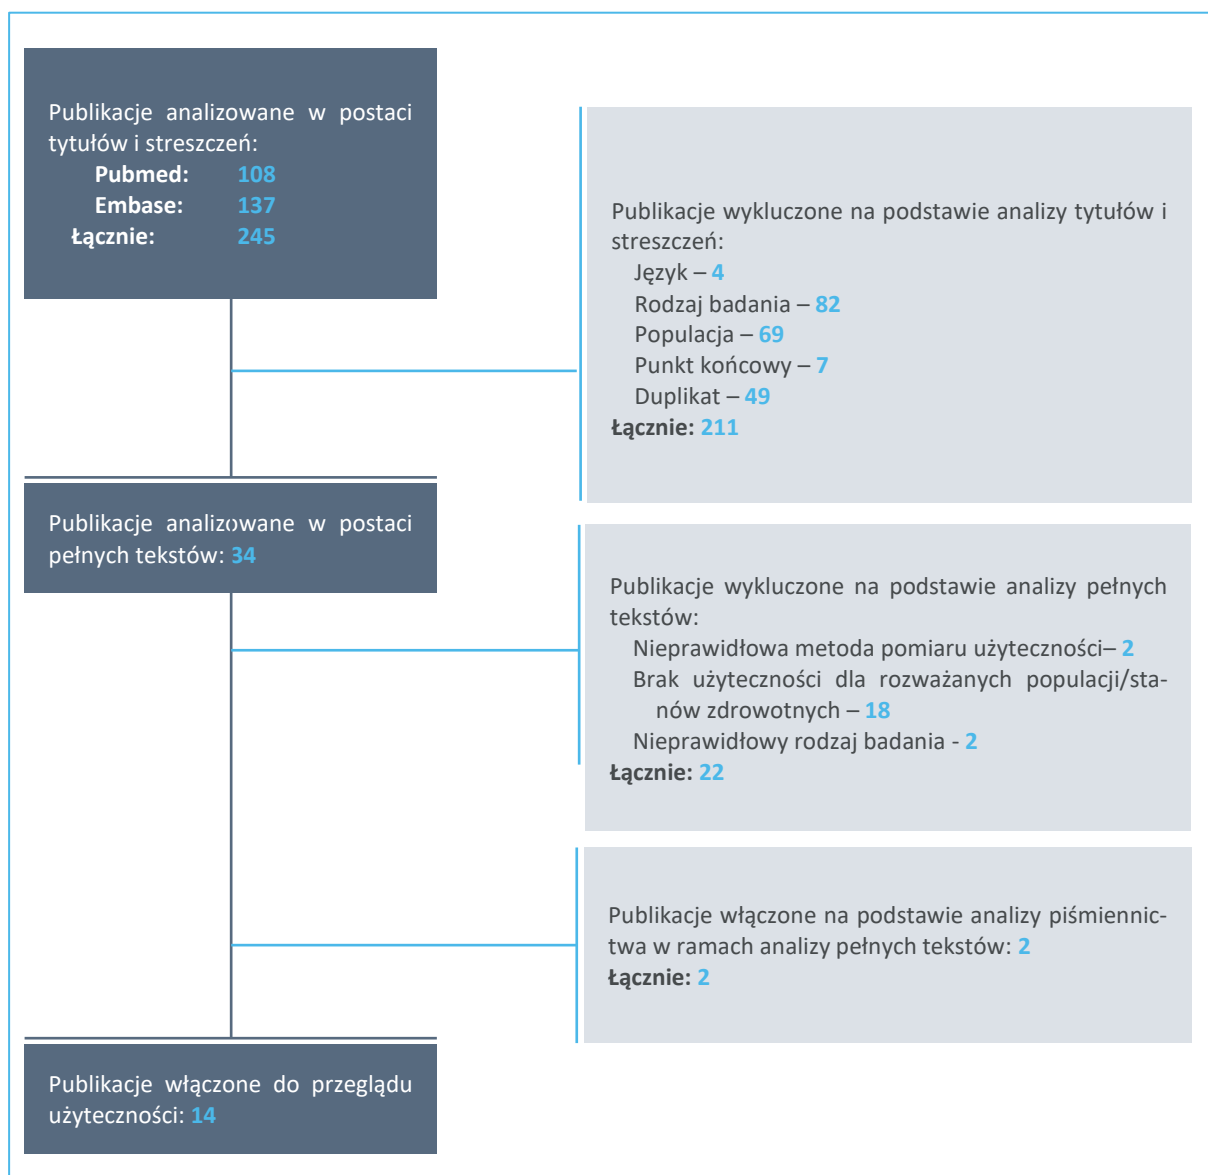 Publikacje analizowane w postaci
tytułów i streszczeń:
Pubmed: 108
Embase: 137
Łącznie: 245
Publikacje wykluczone na podstawie analizy tytułów i
streszczeń:
Język – 4
Rodzaj badania – 82
Populacja – 69
Punkt końcowy – 7
Duplikat – 49
Łącznie: 211
Publikacje analizowane w postaci
pełnych tekstów: 34
Publikacje wykluczone na podstawie analizy pełnych
tekstów:
Nieprawidłowa metoda pomiaru użyteczności– 2
Brak użyteczności dla rozważanych populacji/sta-
nów zdrowotnych – 18
Nieprawidłowy rodzaj badania - 2
Łącznie: 22
Publikacje włączone na podstawie analizy piśmiennic-
twa w ramach analizy pełnych tekstów: 2
Łącznie: 2
Publikacje włączone do przeglądu
użyteczności: 14